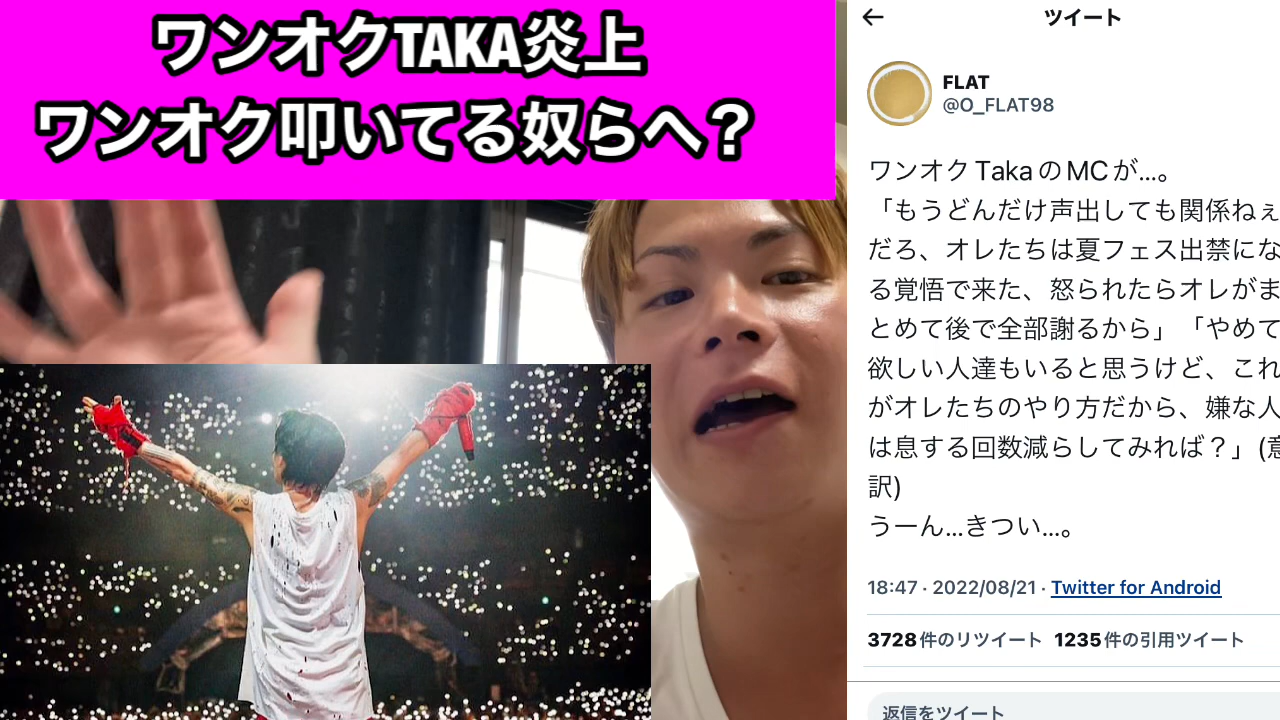 ワンオクTAKA炎上
ワンオク叩いてる奴らへ？
ツイート
FLAT
@O_FLAT98
ワンオク TakaのMCが...。
「もうどんだけ声出しても関係ねぇ
だろ、オレたちは夏フェス出禁にな
る覚悟で来た、怒られたらオレがま
とめて後で全部謝るから」「やめて
欲しい人達もいると思うけど、これ
がオレたちのやり方だから、嫌な人
は息する回数減らしてみれば？」(意
訳)
うーん...きつい...。
18:47 · 2022/08/21 · Twitter for Android
3728件のリツイート 1235件の引用ツイート
返信をツイート